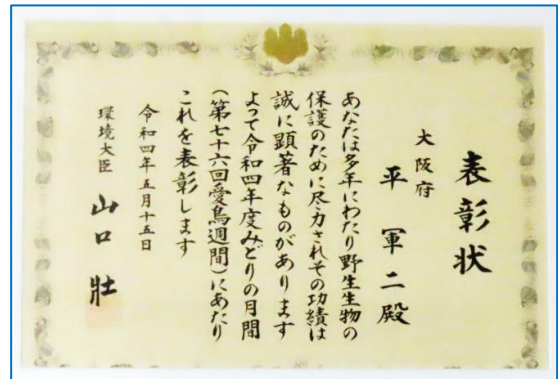 表彰状
大阪府
平軍二殿
あなたは多年にわたり野生生物の
保護のために尽力されその功績は
誠に顕著なものがあります
よって令和四年度みどりの月間
(第七十六回愛鳥週間)にあたり
これを表彰します
令和四年五月十五日
環境大臣 山口壯